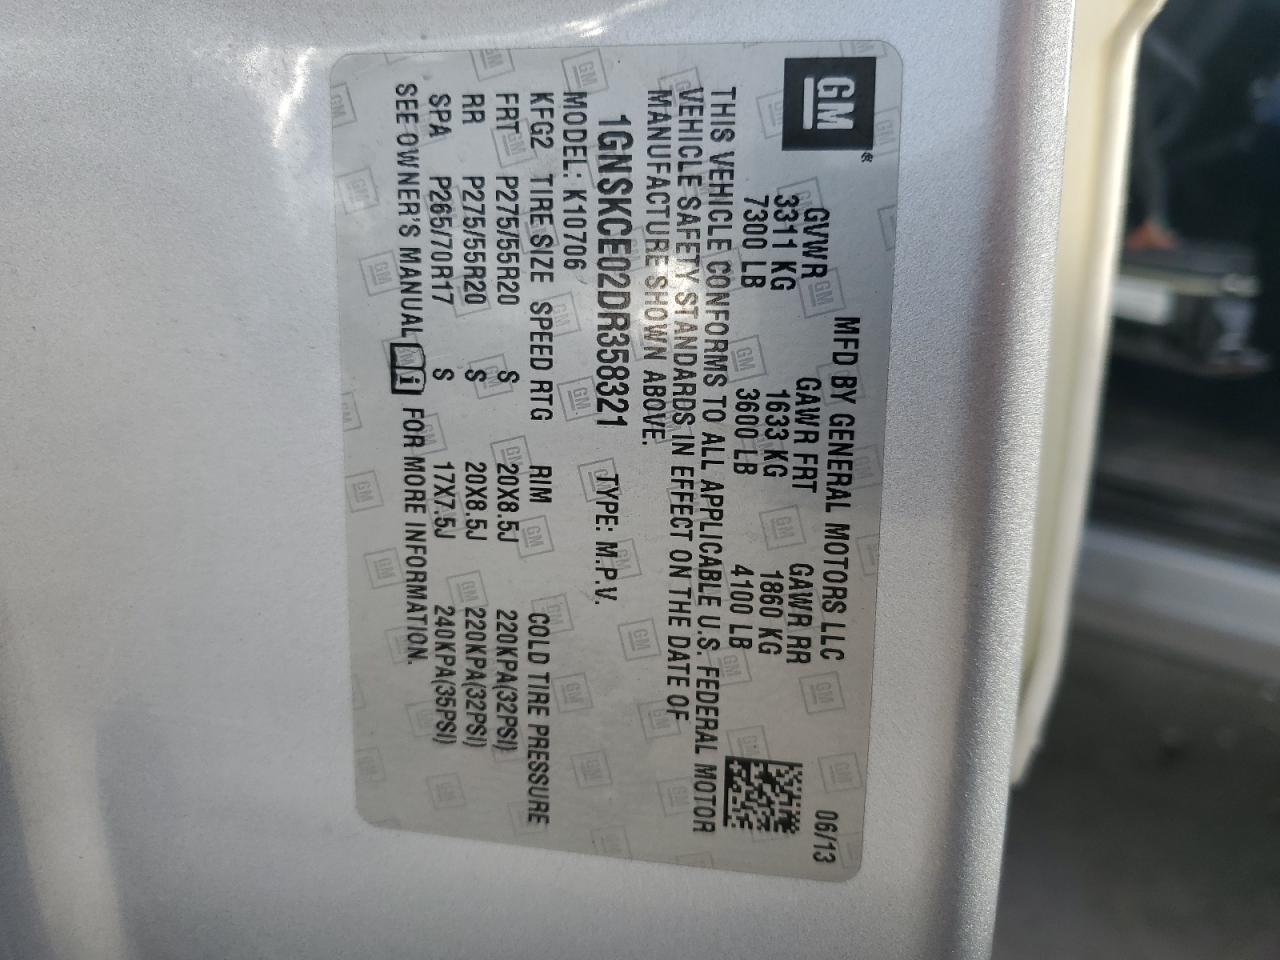 GM®
MFD BY GENERAL MOTORS LLC 06/13
GVWR GAWR FRT GAWR RR
3311 KG 1633 KG 1860 KG
7300 LB 3600 LB 4100 LB
THIS VEHICLE CONFORMS TO ALL APPLICABLE U.S. FEDERAL MOTOR
VEHICLE SAFETY STANDARDS IN EFFECT ON THE DATE OF
MANUFACTURE SHOWN ABOVE.
1GNSKCE02DR358321 TYPE: M.P.V.
MODEL: K10706
KFG2 TIRE SIZE SPEED RTG RIM COLD TIRE PRESSURE
FRT P275/55R20 S 20X8.5J 220KPA(32PSI)
RR P275/55R20 S 20X8.5J 220KPA(32PSI)
SPA P265/70R17 S 17X7.5J 240KPA(35PSI)
SEE OWNER'S MANUAL i FOR MORE INFORMATION.